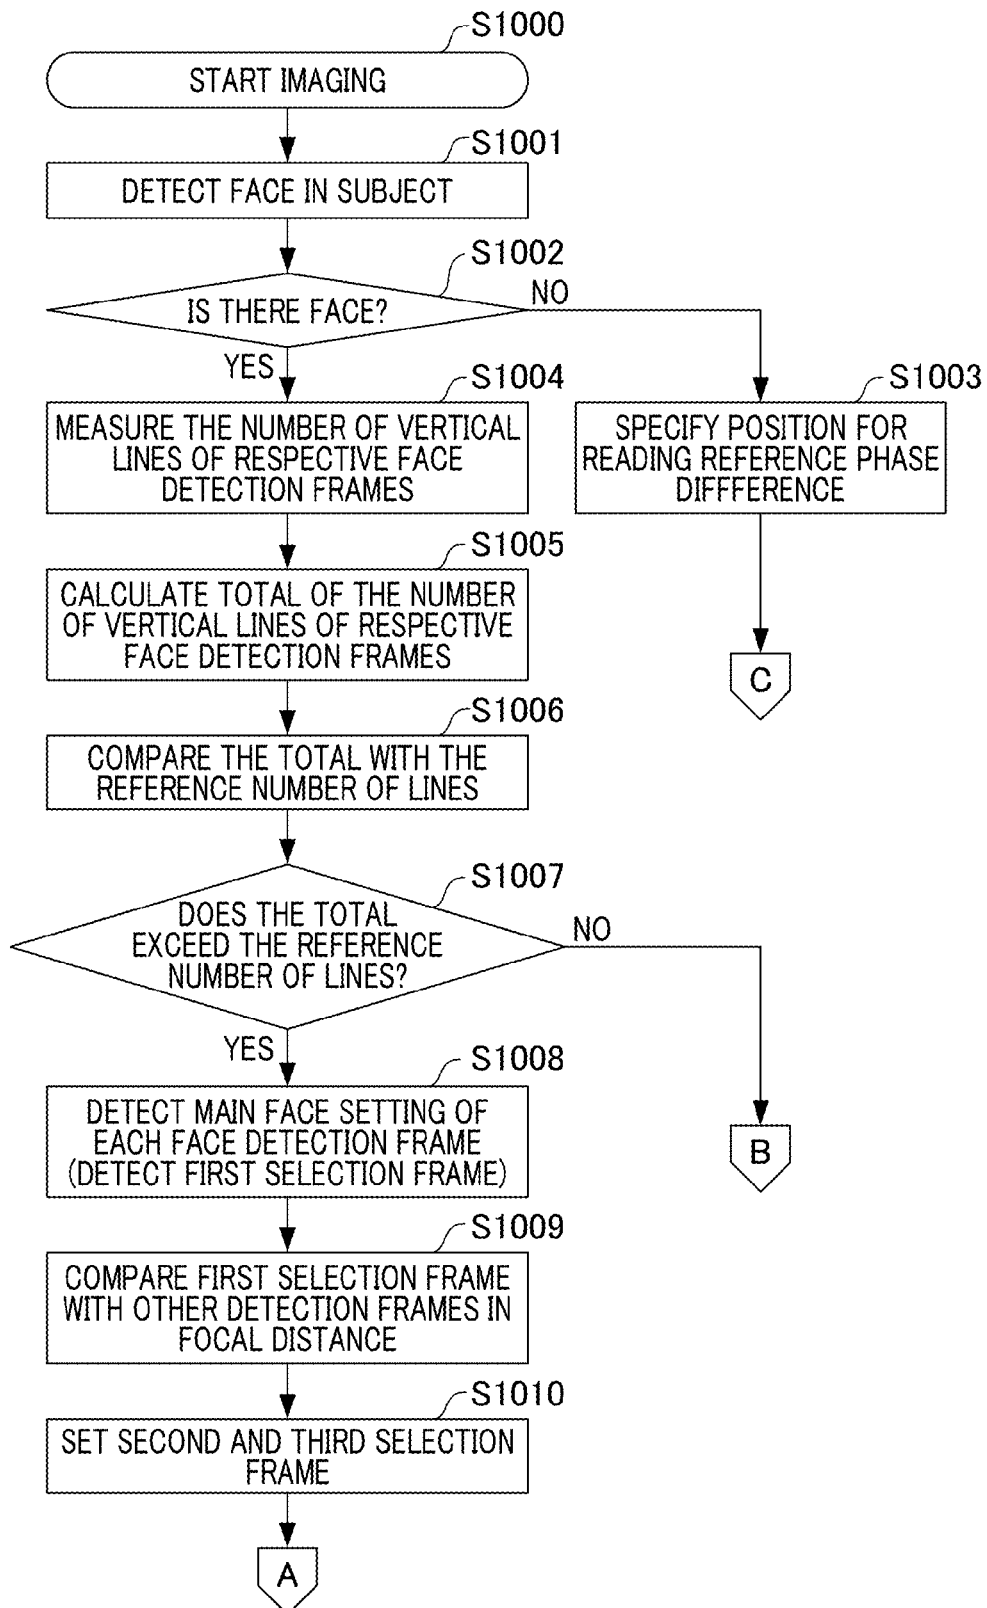 S1000
START IMAGING
S1001
DETECT FACE IN SUBJECT
S1002
IS THERE FACE?
NO
YES
S1004
MEASURE THE NUMBER OF VERTICAL
LINES OF RESPECTIVE FACE
DETECTION FRAMES
S1003
SPECIFY POSITION FOR
READING REFERENCE PHASE
DIFFFERENCE
S1005
CALCULATE TOTAL OF THE NUMBER
OF VERTICAL LINES OF RESPECTIVE
FACE DETECTION FRAMES
C
S1006
COMPARE THE TOTAL WITH THE
REFERENCE NUMBER OF LINES
S1007
DOES THE TOTAL
EXCEED THE REFERENCE
NUMBER OF LINES?
NO
YES
S1008
DETECT MAIN FACE SETTING OF
EACH FACE DETECTION FRAME
(DETECT FIRST SELECTION FRAME)
B
S1009
COMPARE FIRST SELECTION FRAME
WITH OTHER DETECTION FRAMES IN
FOCAL DISTANCE
S1010
SET SECOND AND THIRD SELECTION
FRAME
A